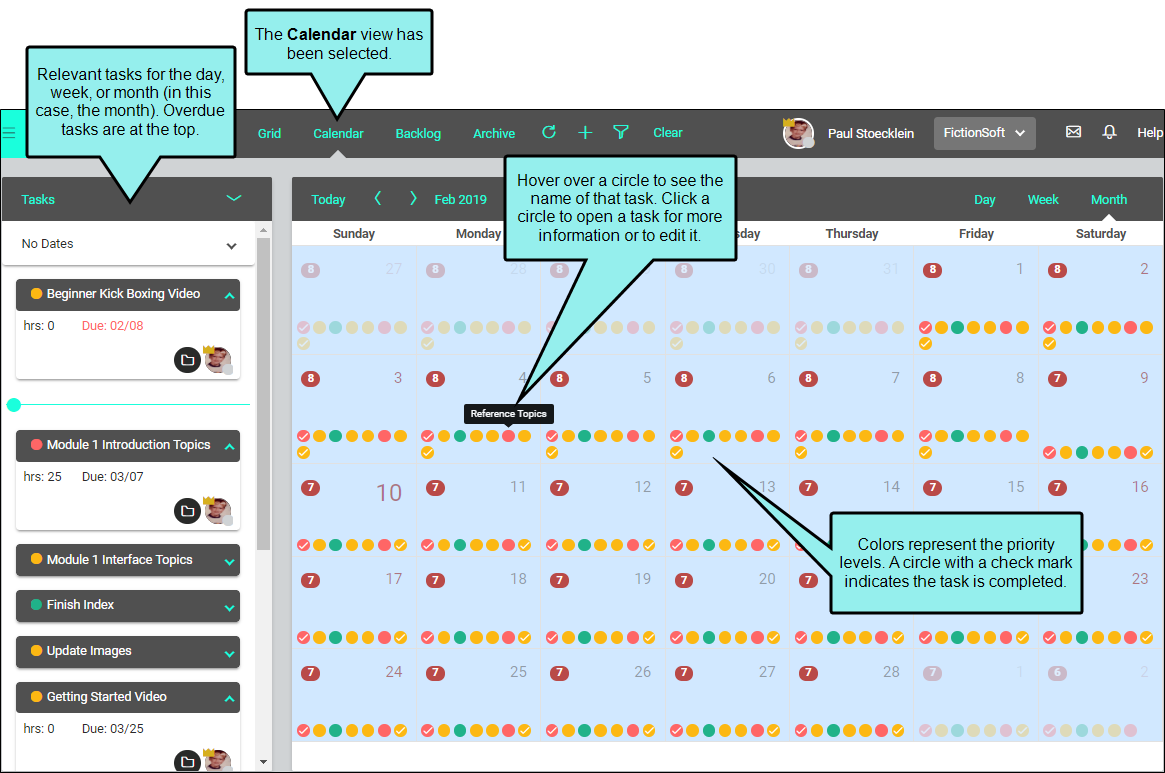 The Calendar view has
been selected.
Relevant tasks for the day,
week, or month (in this
case, the month). Overdue
tasks are at the top.
Grid Calendar Backlog Archive Clear Paul Stoecklein FictionSoft Help
Tasks
No Dates
Beginner Kick Boxing Video
hrs: 0 Due: 02/08
Module 1 Introduction Topics
hrs: 25 Due: 03/07
Module 1 Interface Topics
Finish Index
Update Images
Getting Started Video
hrs: 0 Due: 03/25
Today Feb 2019 Day Week Month
Hover over a circle to see the
name of that task. Click a
circle to open a task for more
information or to edit it.
Sunday Monday Thursday Friday Saturday
8 27 8 28 8 8 30 8 31 8 1 8 2
8 3 8 4 8 5 8 6 8 7 8 8 7 9
Reference Topics
7 10 7 11 7 12 7 13 7 14 7 15 7 16
Colors represent the priority
levels. A circle with a check mark
indicates the task is completed.
7 17 7 18 7 19 7 20 7 23
7 24 7 25 7 26 7 27 7 28 7 1 6 2